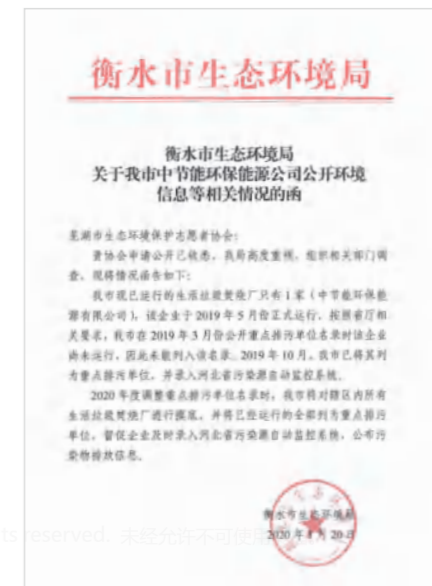 衡水市生态环境局
衡水市生态环境局
关于我市中节能环保能源公司公开环境
信息等相关情况的函
芜湖市生态环境保护志愿者协会:
贵协会申请公开已收悉，我局高度重视，组织相关部门调
查，现将情况函告如下:
我市现已运行的生活垃圾焚烧厂只有1家（中节能环保能
源有限公司），该企业于2019年5月份正式运行，按照省厅相
关要求，我市在2019年3月份公开重点排污单位名录时该企业
尚未运行，因此未能列入该名录。2019年10月，我市已将其列
为重点排污单位，并录入河北省污染源自动监控系统。
2020年度调整重点排污单位名录时，我市将对辖区内所有
生活垃圾焚烧厂进行摸底，并将已经运行的全部列为重点排污
单位，督促企业及时录入河北省污染源自动监控系统，公布污
染物排放信息。
衡水市生态环境局
2020年 月20日
ts reserved. 未经允许不可使用